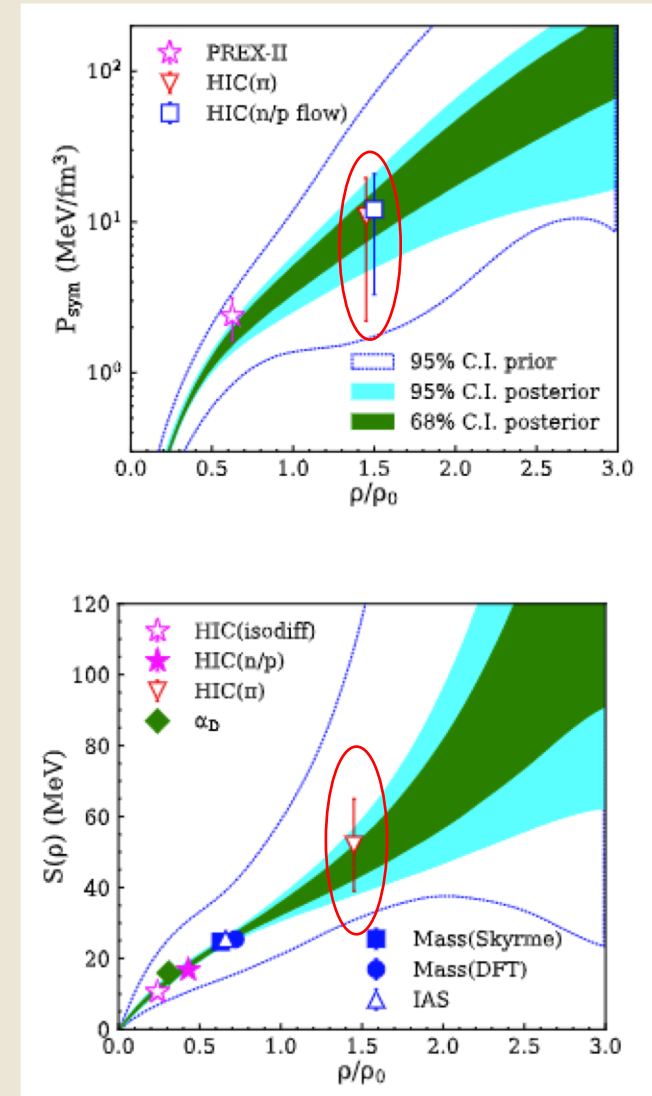 PREX-II
HIC(π)
HIC(n/p flow)
10²
10¹
10⁰
P_sym (MeV/fm³)
95% C.I. prior
95% C.I. posterior
68% C.I. posterior
0.0 0.5 1.0 1.5 2.0 2.5 3.0
ρ/ρ₀
HIC(isodiff)
HIC(n/p)
HIC(π)
α_D
120
100
80
60
40
20
0
S(ρ) (MeV)
Mass(Skyrme)
Mass(DFT)
IAS
0.0 0.5 1.0 1.5 2.0 2.5 3.0
ρ/ρ₀